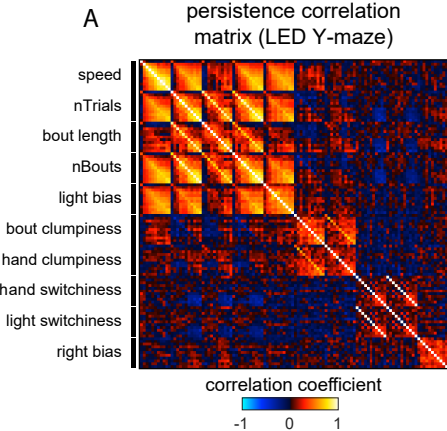 A
persistence correlation
matrix (LED Y-maze)
speed
nTrials
bout length
nBouts
light bias
bout clumpiness
hand clumpiness
hand switchiness
light switchiness
right bias
correlation coefficient
-1 0 1